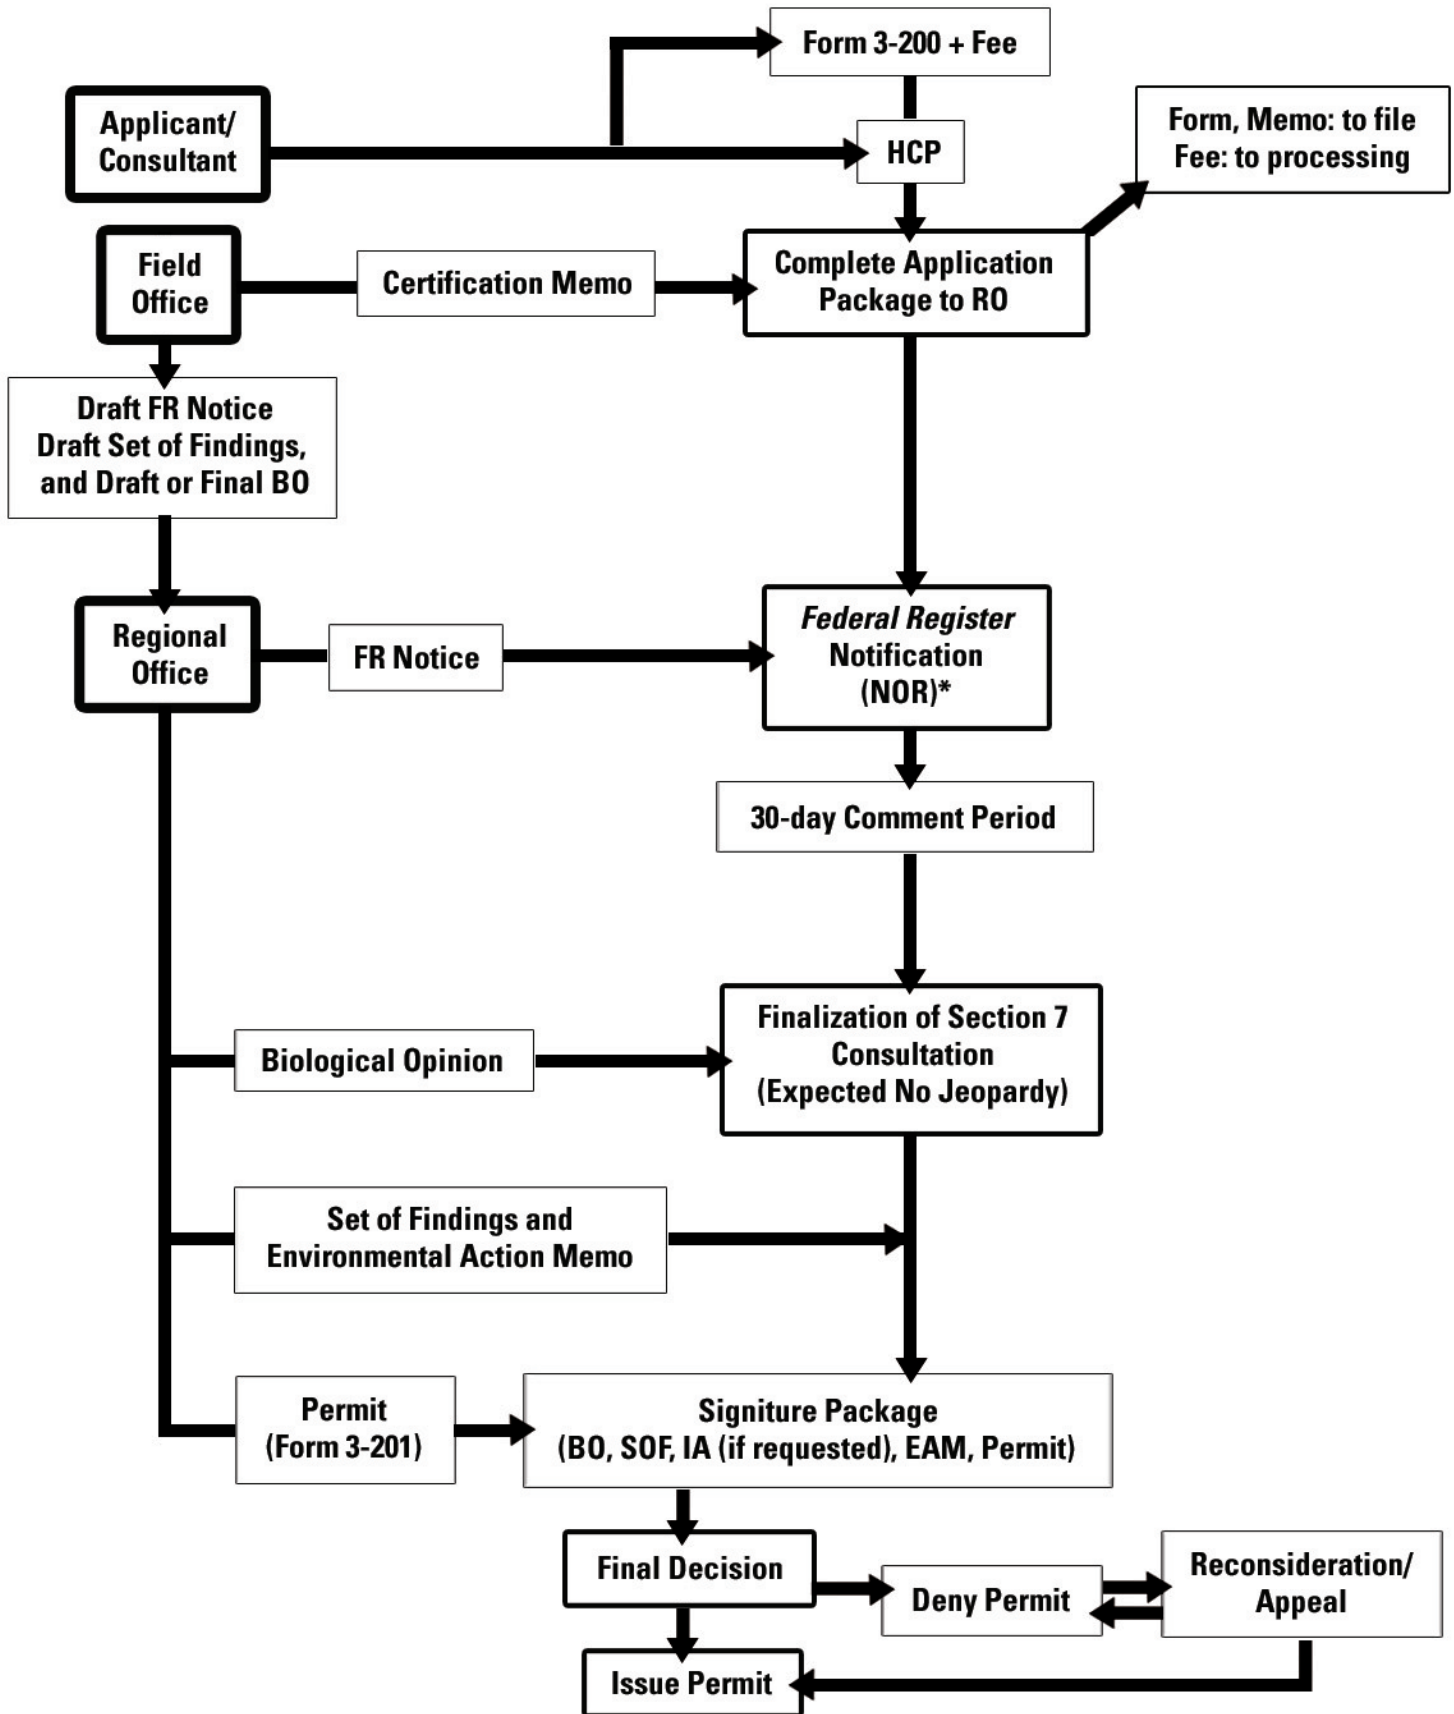 Form 3-200 + Fee
Applicant/
Consultant
HCP
Form, Memo: to file
Fee: to processing
Field
Office
Certification Memo
Complete Application
Package to RO
Draft FR Notice
Draft Set of Findings,
and Draft or Final BO
Regional
Office
FR Notice
Federal Register
Notification
(NOR)*
30-day Comment Period
Biological Opinion
Finalization of Section 7
Consultation
(Expected No Jeopardy)
Set of Findings and
Environmental Action Memo
Permit
(Form 3-201)
Signiture Package
(BO, SOF, IA (if requested), EAM, Permit)
Final Decision
Deny Permit
Reconsideration/
Appeal
Issue Permit